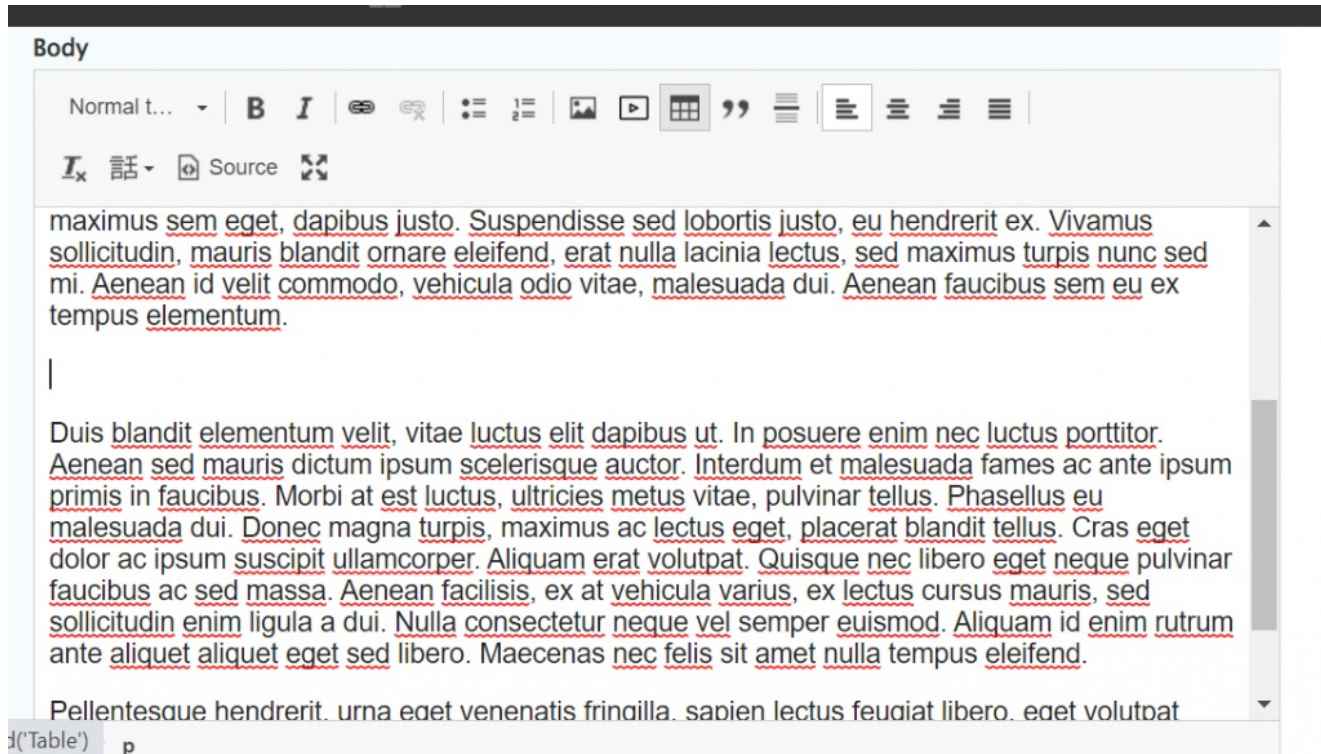 Body
Normal t...
B I
話 Source
maximus sem eget, dapibus justo. Suspendisse sed lobortis justo, eu hendrerit ex. Vivamus
sollicitudin, mauris blandit ornare eleifend, erat nulla lacinia lectus, sed maximus turpis nunc sed
mi. Aenean id velit commodo, vehicula odio vitae, malesuada dui. Aenean faucibus sem eu ex
tempus elementum.
Duis blandit elementum velit, vitae luctus elit dapibus ut. In posuere enim nec luctus porttitor.
Aenean sed mauris dictum ipsum scelerisque auctor. Interdum et malesuada fames ac ante ipsum
primis in faucibus. Morbi at est luctus, ultricies metus vitae, pulvinar tellus. Phasellus eu
malesuada dui. Donec magna turpis, maximus ac lectus eget, placerat blandit tellus. Cras eget
dolor ac ipsum suscipit ullamcorper. Aliquam erat volutpat. Quisque nec libero eget neque pulvinar
faucibus ac sed massa. Aenean facilisis, ex at vehicula varius, ex lectus cursus mauris, sed
sollicitudin enim ligula a dui. Nulla consectetur neque vel semper euismod. Aliquam id enim rutrum
ante aliquet aliquet eget sed libero. Maecenas nec felis sit amet nulla tempus eleifend.
Pellentesque hendrerit, urna eget venenatis fringilla, sapien lectus feugiat libero, eget volutpat
d('Table') p